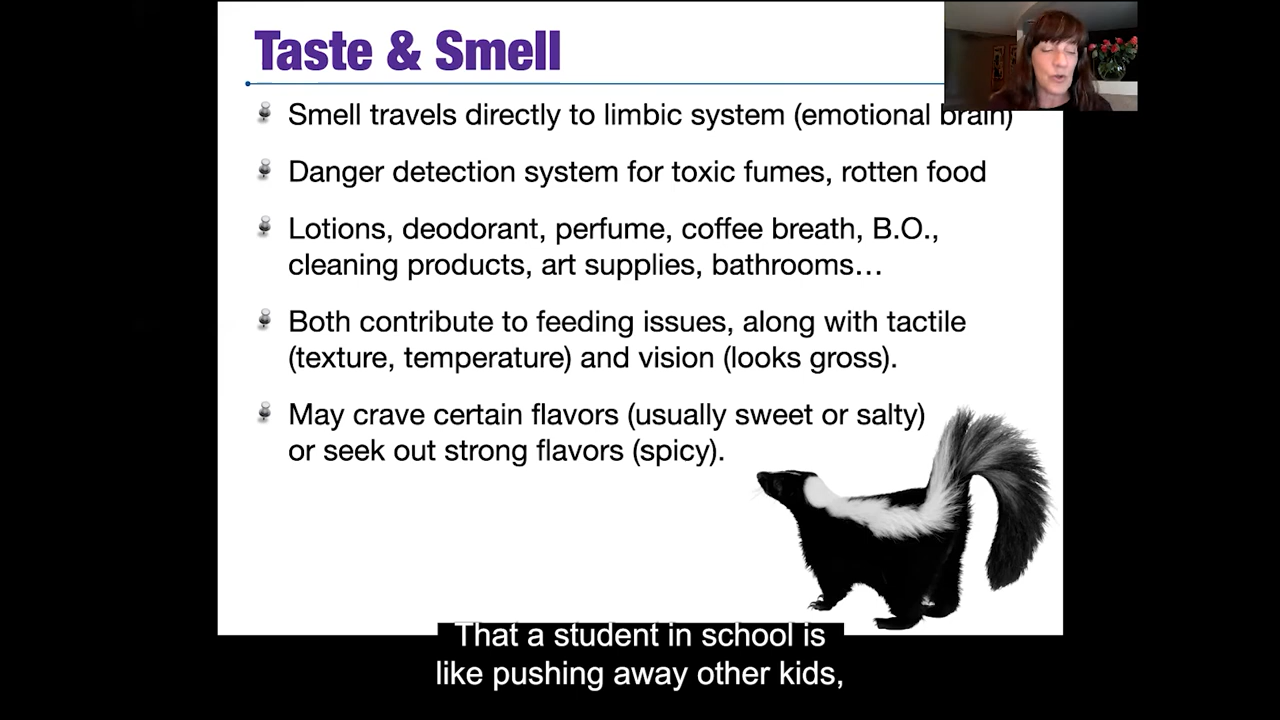 Taste & Smell
Smell travels directly to limbic system (emotional brain)
Danger detection system for toxic fumes, rotten food
Lotions, deodorant, perfume, coffee breath, B.O.,
cleaning products, art supplies, bathrooms…
Both contribute to feeding issues, along with tactile
(texture, temperature) and vision (looks gross).
May crave certain flavors (usually sweet or salty)
or seek out strong flavors (spicy).
That a student in school is
like pushing away other kids,